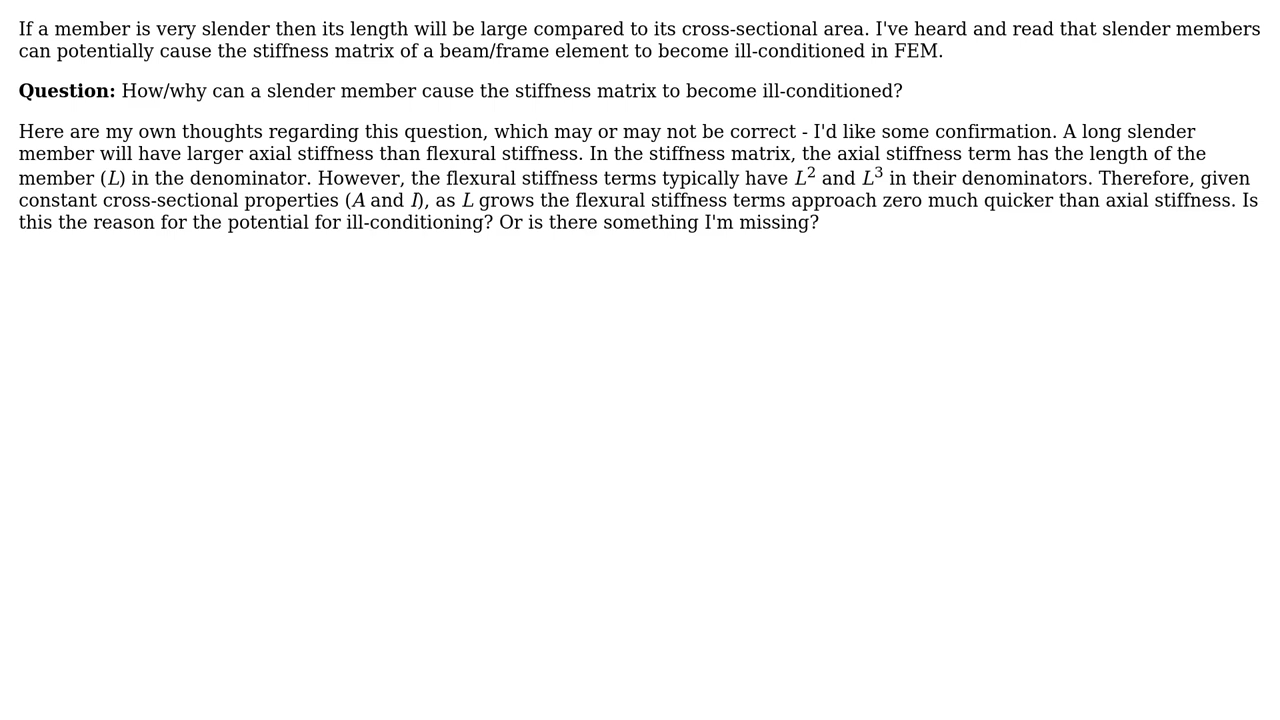 If a member is very slender then its length will be large compared to its cross-sectional area. I've heard and read that slender members
can potentially cause the stiffness matrix of a beam/frame element to become ill-conditioned in FEM.
Question: How/why can a slender member cause the stiffness matrix to become ill-conditioned?
Here are my own thoughts regarding this question, which may or may not be correct - I'd like some confirmation. A long slender
member will have larger axial stiffness than flexural stiffness. In the stiffness matrix, the axial stiffness term has the length of the
member (L) in the denominator. However, the flexural stiffness terms typically have L² and L³ in their denominators. Therefore, given
constant cross-sectional properties (A and I), as L grows the flexural stiffness terms approach zero much quicker than axial stiffness. Is
this the reason for the potential for ill-conditioning? Or is there something I'm missing?